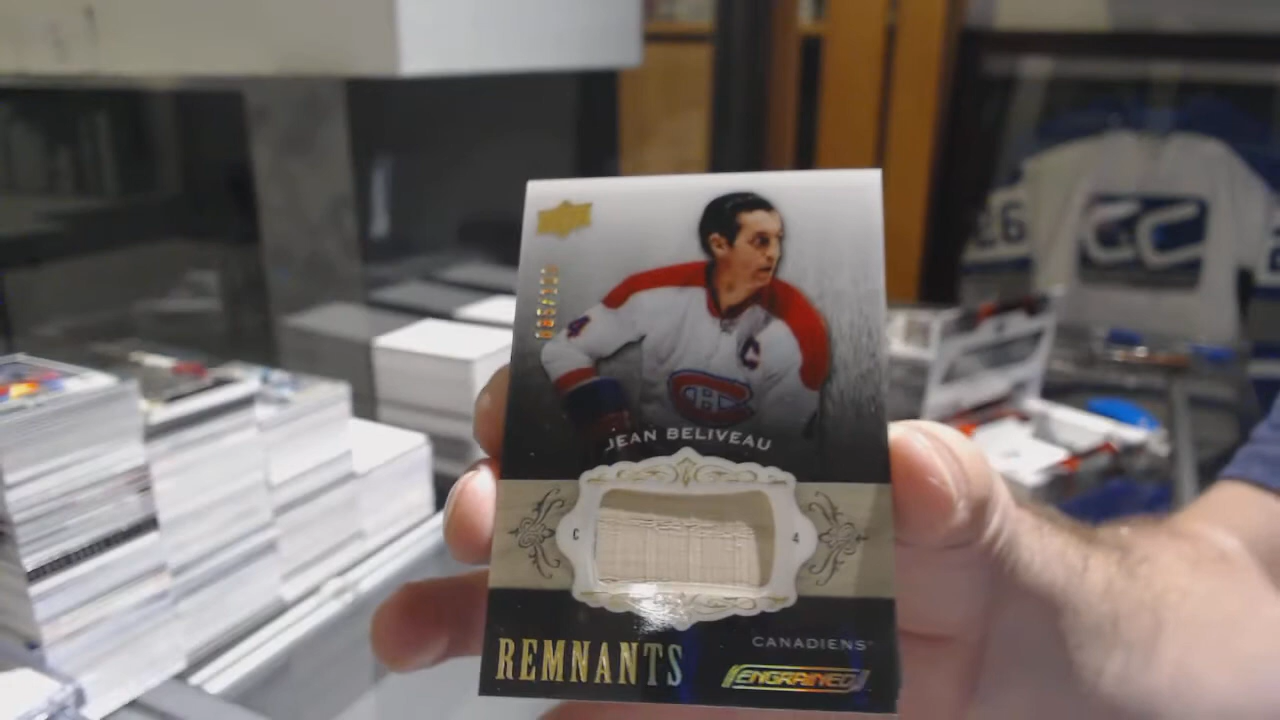 JEAN BELIVEAU
C 4
REMNANTS
CANADIENS
ENGRAINED